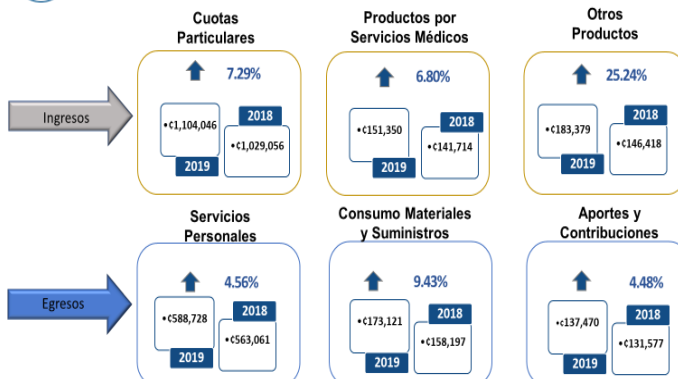 Cuotas
Particulares
Productos por
Servicios Médicos
Otros
Productos
Ingresos
7.29%
•¢1,104,046
2019
2018
•¢1,029,056
6.80%
•¢151,350
2019
2018
•¢141,714
25.24%
•¢183,379
2019
2018
•¢146,418
Servicios
Personales
Consumo Materiales
y Suministros
Aportes y
Contribuciones
Egresos
4.56%
•¢588,728
2019
2018
•¢563,061
9.43%
•¢173,121
2019
2018
•¢158,197
4.48%
•¢137,470
2019
2018
•¢131,577